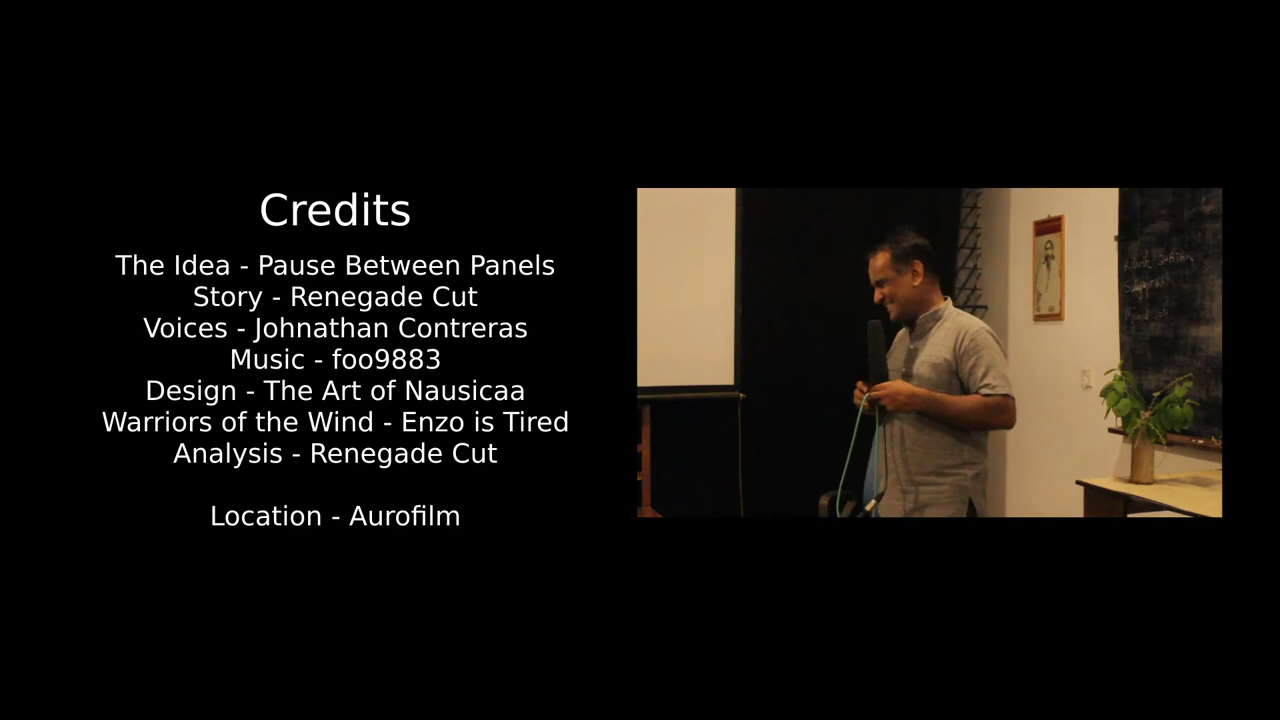 Credits
The Idea - Pause Between Panels
Story - Renegade Cut
Voices - Johnathan Contreras
Music - foo9883
Design - The Art of Nausicaa
Warriors of the Wind - Enzo is Tired
Analysis - Renegade Cut
Location - Aurofilm